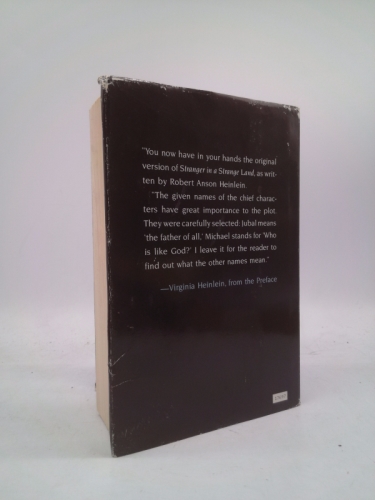 "You now have in your hands the original
version of Stranger in a Strange Land, as writ-
ten by Robert Anson Heinlein.
"The given names of the chief charac-
ters have great importance to the plot.
They were carefully selected: Jubal means
'the father of all,' Michael stands for 'Who
is like God?' I leave it for the reader to
find out what the other names mean."
—Virginia Heinlein, from the Preface